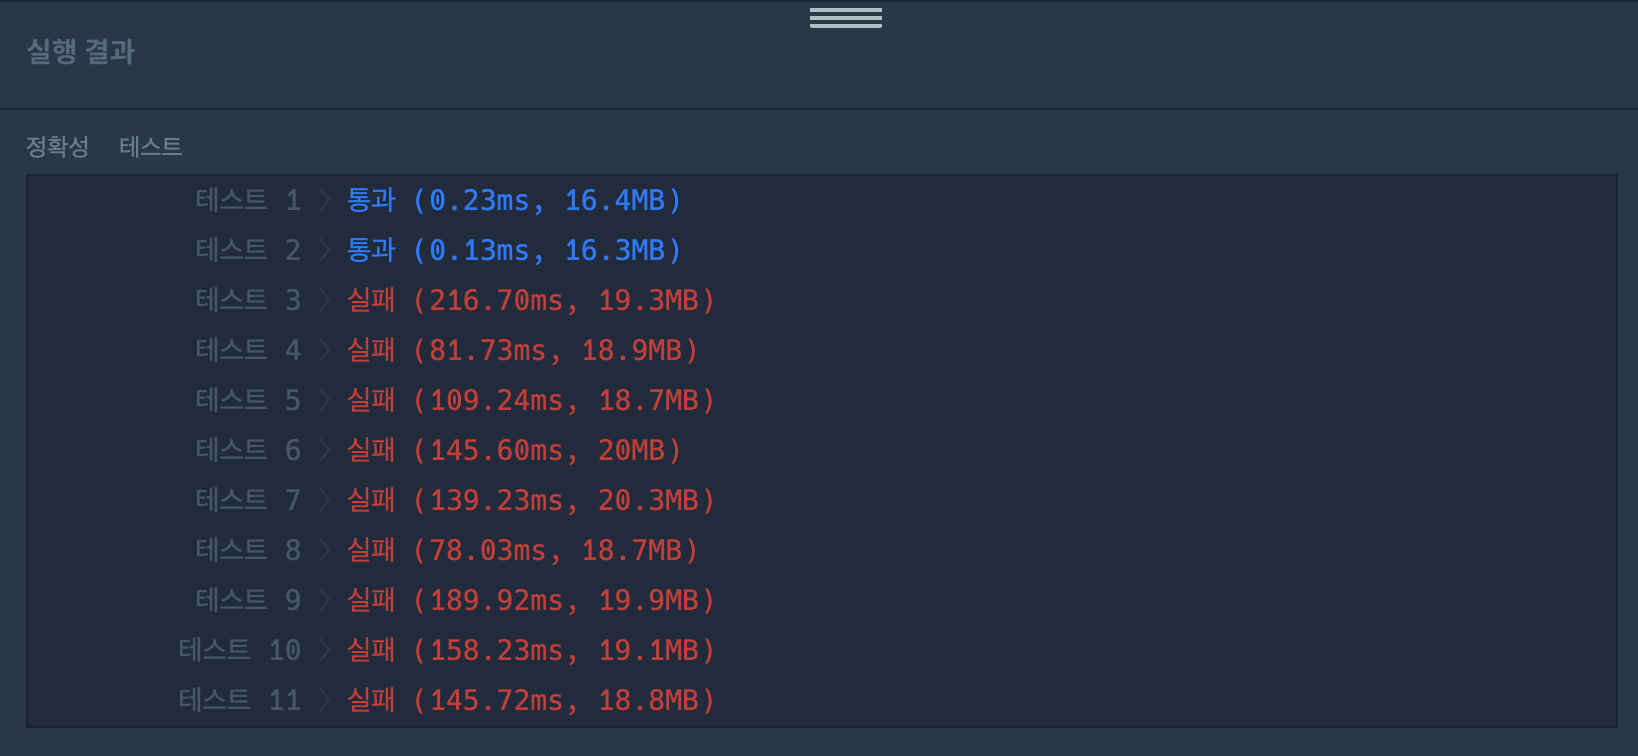 실행 결과
정확성 테스트
테스트 1 〉 통과 (0.23ms, 16.4MB)
테스트 2 〉 통과 (0.13ms, 16.3MB)
테스트 3 〉 실패 (216.70ms, 19.3MB)
테스트 4 〉 실패 (81.73ms, 18.9MB)
테스트 5 〉 실패 (109.24ms, 18.7MB)
테스트 6 〉 실패 (145.60ms, 20MB)
테스트 7 〉 실패 (139.23ms, 20.3MB)
테스트 8 〉 실패 (78.03ms, 18.7MB)
테스트 9 〉 실패 (189.92ms, 19.9MB)
테스트 10 〉 실패 (158.23ms, 19.1MB)
테스트 11 〉 실패 (145.72ms, 18.8MB)